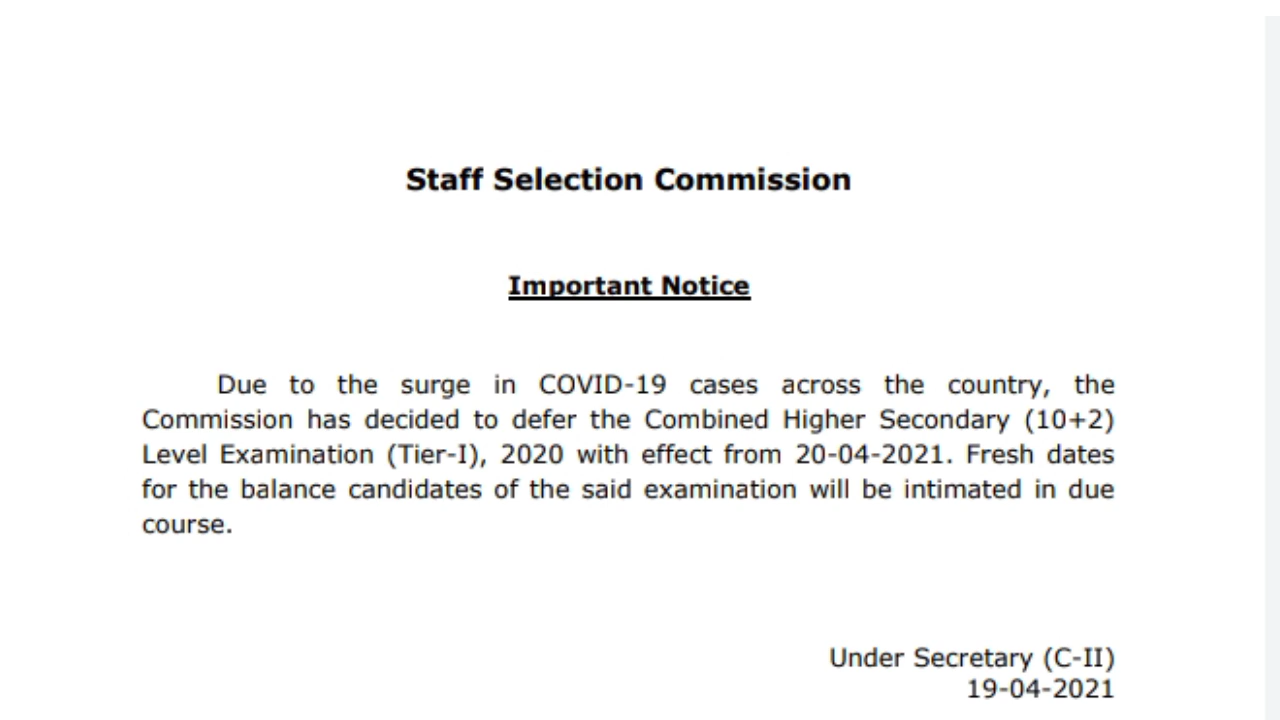 Staff Selection Commission
Important Notice
Due to the surge in COVID-19 cases across the country, the
Commission has decided to defer the Combined Higher Secondary (10+2)
Level Examination (Tier-I), 2020 with effect from 20-04-2021. Fresh dates
for the balance candidates of the said examination will be intimated in due
course.
Under Secretary (C-II)
19-04-2021